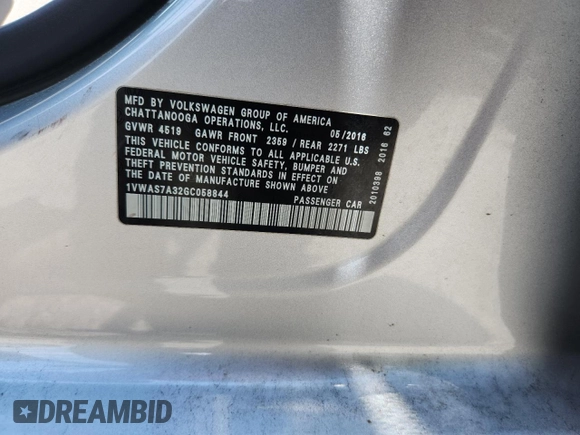 MFD BY VOLKSWAGEN GROUP OF AMERICA
CHATTANOOGA OPERATIONS, LLC. 05/2016
GVWR 4519 GAWR FRONT 2359 / REAR 2271 LBS
THIS VEHICLE CONFORMS TO ALL APPLICABLE U.S.
FEDERAL MOTOR VEHICLE SAFETY, BUMPER AND
THEFT PREVENTION STANDARDS IN EFFECT ON
THE DATE OF MANUFACTURE SHOWN ABOVE
1VWAS7A32GC058844 PASSENGER CAR
2010398 2016 62
DREAMBID